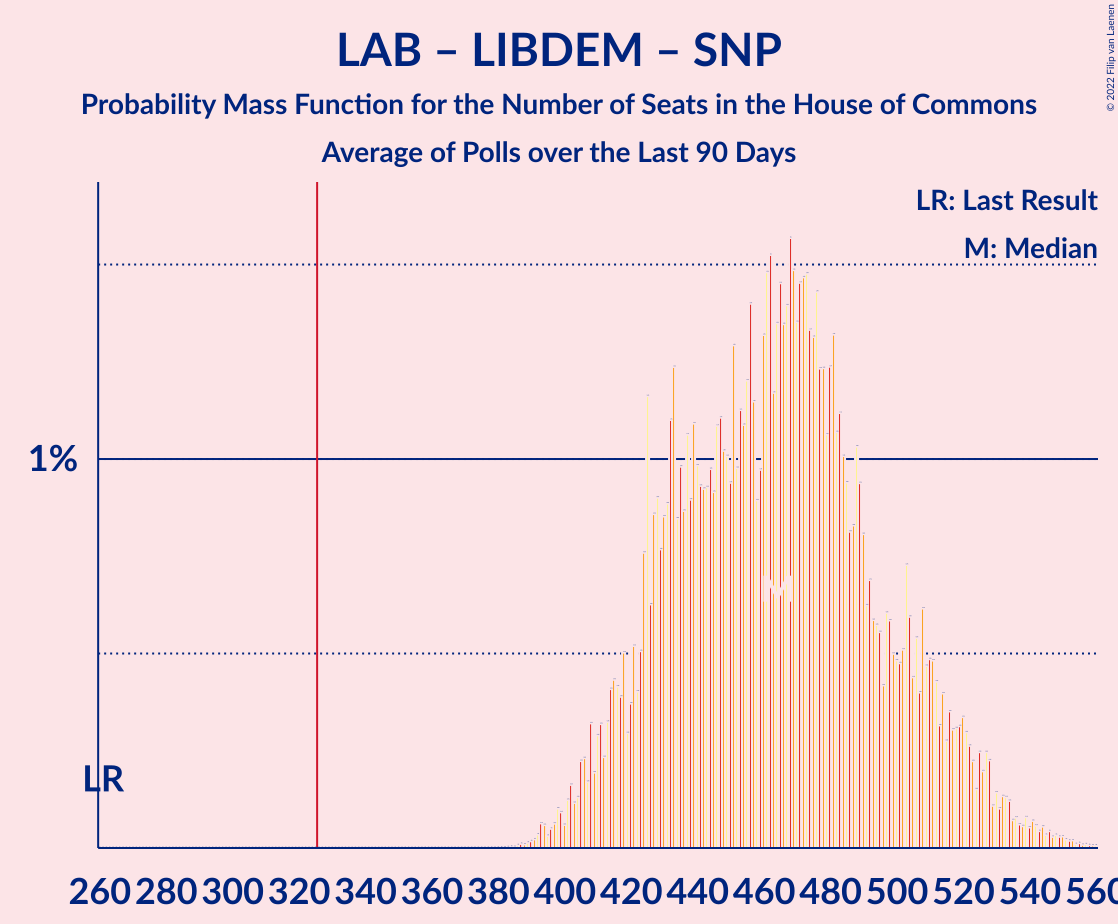 LAB – LIBDEM – SNP
Probability Mass Function for the Number of Seats in the House of Commons
Average of Polls over the Last 90 Days
© 2022 Filip van Laenen
LR: Last Result
M: Median
1%
M
LR
260 280 300 320 340 360 380 400 420 440 460 480 500 520 540 560